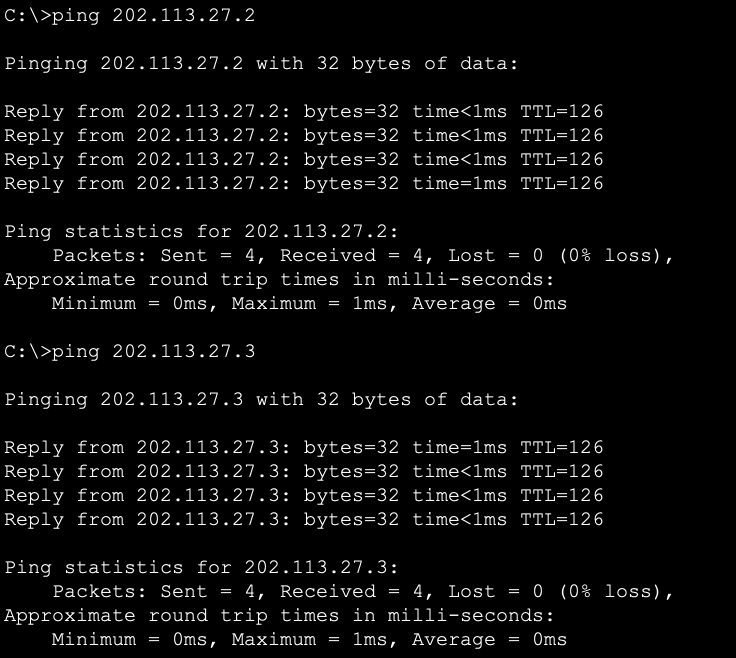 C:\>ping 202.113.27.2
Pinging 202.113.27.2 with 32 bytes of data:
Reply from 202.113.27.2: bytes=32 time<1ms TTL=126
Reply from 202.113.27.2: bytes=32 time<1ms TTL=126
Reply from 202.113.27.2: bytes=32 time<1ms TTL=126
Reply from 202.113.27.2: bytes=32 time=1ms TTL=126
Ping statistics for 202.113.27.2:
    Packets: Sent = 4, Received = 4, Lost = 0 (0% loss),
Approximate round trip times in milli-seconds:
    Minimum = 0ms, Maximum = 1ms, Average = 0ms
C:\>ping 202.113.27.3
Pinging 202.113.27.3 with 32 bytes of data:
Reply from 202.113.27.3: bytes=32 time=1ms TTL=126
Reply from 202.113.27.3: bytes=32 time<1ms TTL=126
Reply from 202.113.27.3: bytes=32 time<1ms TTL=126
Reply from 202.113.27.3: bytes=32 time<1ms TTL=126
Ping statistics for 202.113.27.3:
    Packets: Sent = 4, Received = 4, Lost = 0 (0% loss),
Approximate round trip times in milli-seconds:
    Minimum = 0ms, Maximum = 1ms, Average = 0ms